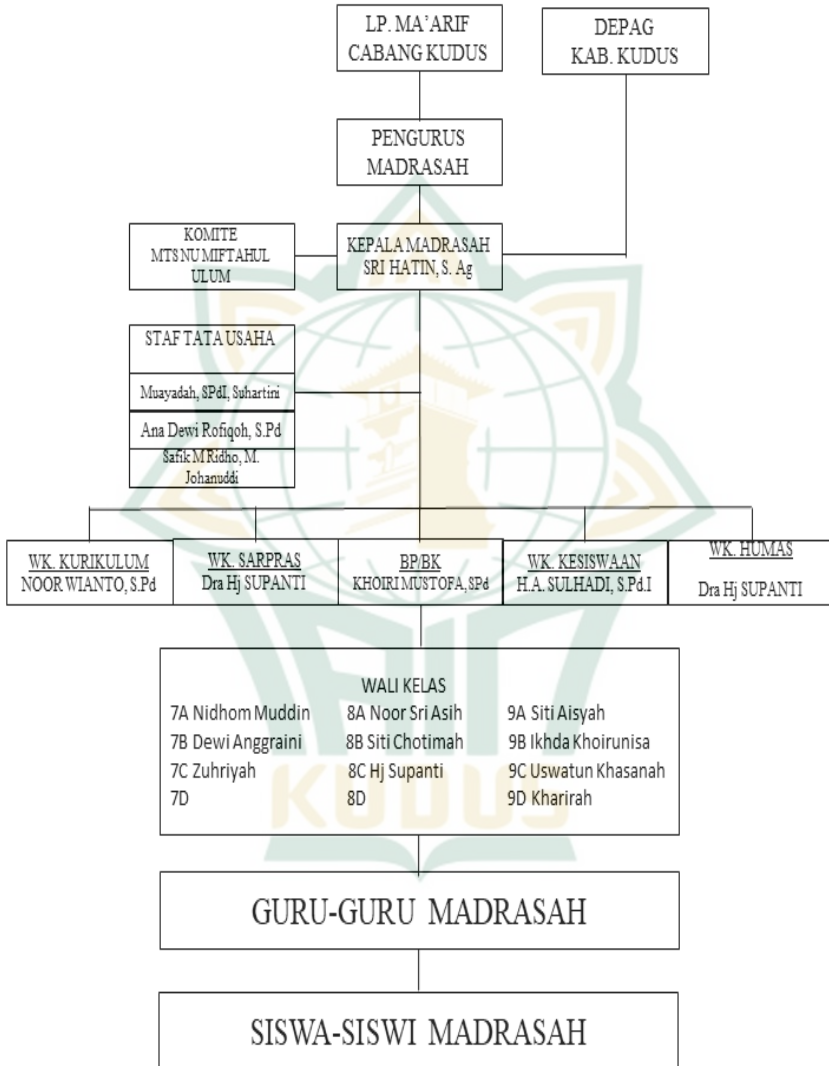 LP. MA'ARIF
CABANG KUDUS
DEPAG
KAB. KUDUS
PENGURUS
MADRASAH
KOMITE
MTS NU MIFTAHUL
ULUM
KEPALA MADRASAH
SRI HATIN, S. Ag
STAF TATA USAHA
Muayadah, SPdI, Suhartini
Ana Dewi Rofiqoh, S.Pd
Safik M Ridho, M.
Johanuddi
WK. KURIKULUM
NOOR WIANTO, S.Pd
WK. SARPRAS
Dra Hj SUPANTI
BP/BK
KHOIRI MUSTOFA, SPd
WK. KESISWAAN
H.A. SULHADI, S.Pd.I
WK. HUMAS
Dra Hj SUPANTI
WALI KELAS
7A Nidhom Muddin 8A Noor Sri Asih 9A Siti Aisyah
7B Dewi Anggraini 8B Siti Chotimah 9B Ikhda Khoirunisa
7C Zuhriyah 8C Hj Supanti 9C Uswatun Khasanah
7D 8D 9D Kharirah
KUDUS
GURU-GURU MADRASAH
SISWA-SISWI MADRASAH